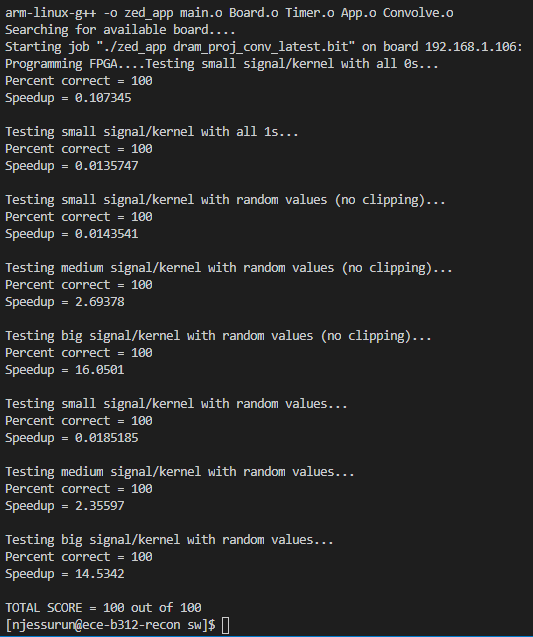 arm-linux-g++ -o zed_app main.o Board.o Timer.o App.o Convolve.o
Searching for available board....
Starting job "./zed_app dram_proj_conv_latest.bit" on board 192.168.1.106:
Programming FPGA....Testing small signal/kernel with all 0s...
Percent correct = 100
Speedup = 0.107345
Testing small signal/kernel with all 1s...
Percent correct = 100
Speedup = 0.0135747
Testing small signal/kernel with random values (no clipping)...
Percent correct = 100
Speedup = 0.0143541
Testing medium signal/kernel with random values (no clipping)...
Percent correct = 100
Speedup = 2.69378
Testing big signal/kernel with random values (no clipping)...
Percent correct = 100
Speedup = 16.0501
Testing small signal/kernel with random values...
Percent correct = 100
Speedup = 0.0185185
Testing medium signal/kernel with random values...
Percent correct = 100
Speedup = 2.35597
Testing big signal/kernel with random values...
Percent correct = 100
Speedup = 14.5342
TOTAL SCORE = 100 out of 100
[njessurun@ece-b312-recon sw]$